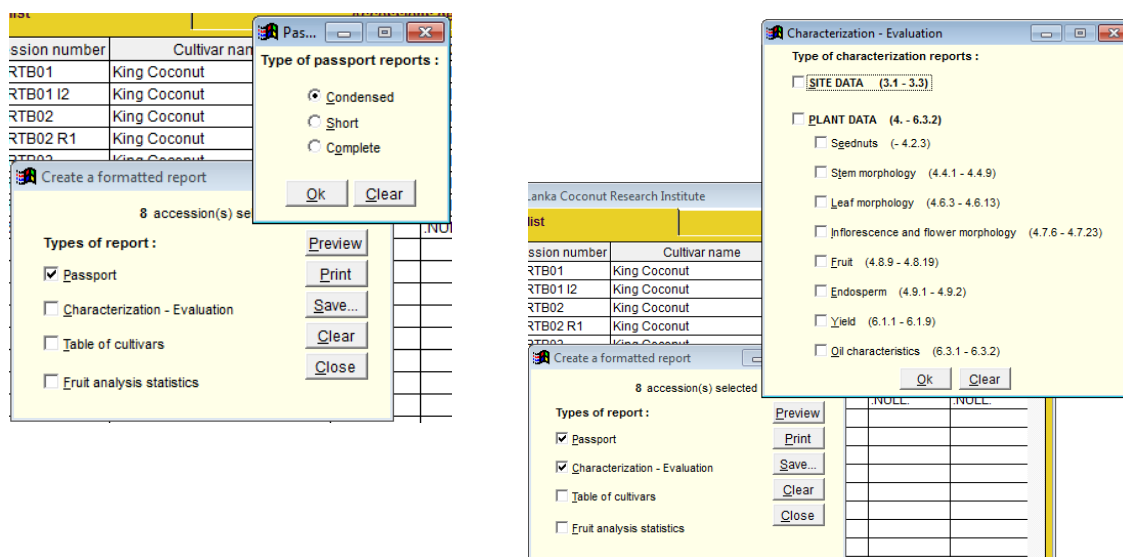 list
Pas...
ssion number Cultivar nam
RTB01 King Coconut
RTB01 I2 King Coconut
RTB02 King Coconut
RTB02 R1 King Coconut
King Coconut
Type of passport reports :
Condensed
Short
Complete
Ok Clear
Create a formatted report
8 accession(s) sel
.NUL
Types of report :
Preview
Passport
Print
Characterization - Evaluation
Save...
Table of cultivars
Clear
Fruit analysis statistics
Close
Characterization - Evaluation
Type of characterization reports :
SITE DATA (3.1 - 3.3)
PLANT DATA (4. - 6.3.2)
Seednuts (- 4.2.3)
Stem morphology (4.4.1 - 4.4.9)
Leaf morphology (4.6.3 - 4.6.13)
Inflorescence and flower morphology (4.7.6 - 4.7.23)
Fruit (4.8.9 - 4.8.19)
Endosperm (4.9.1 - 4.9.2)
Yield (6.1.1 - 6.1.9)
Oil characteristics (6.3.1 - 6.3.2)
Ok Clear
Lanka Coconut Research Institute
list
ssion number Cultivar name
RTB01 King Coconut
RTB01 I2 King Coconut
RTB02 King Coconut
RTB02 R1 King Coconut
King Coconut
Create a formatted report
8 accession(s) selected
.NULL. .NULL.
Types of report :
Preview
Passport
Print
Characterization - Evaluation
Save...
Table of cultivars
Clear
Fruit analysis statistics
Close